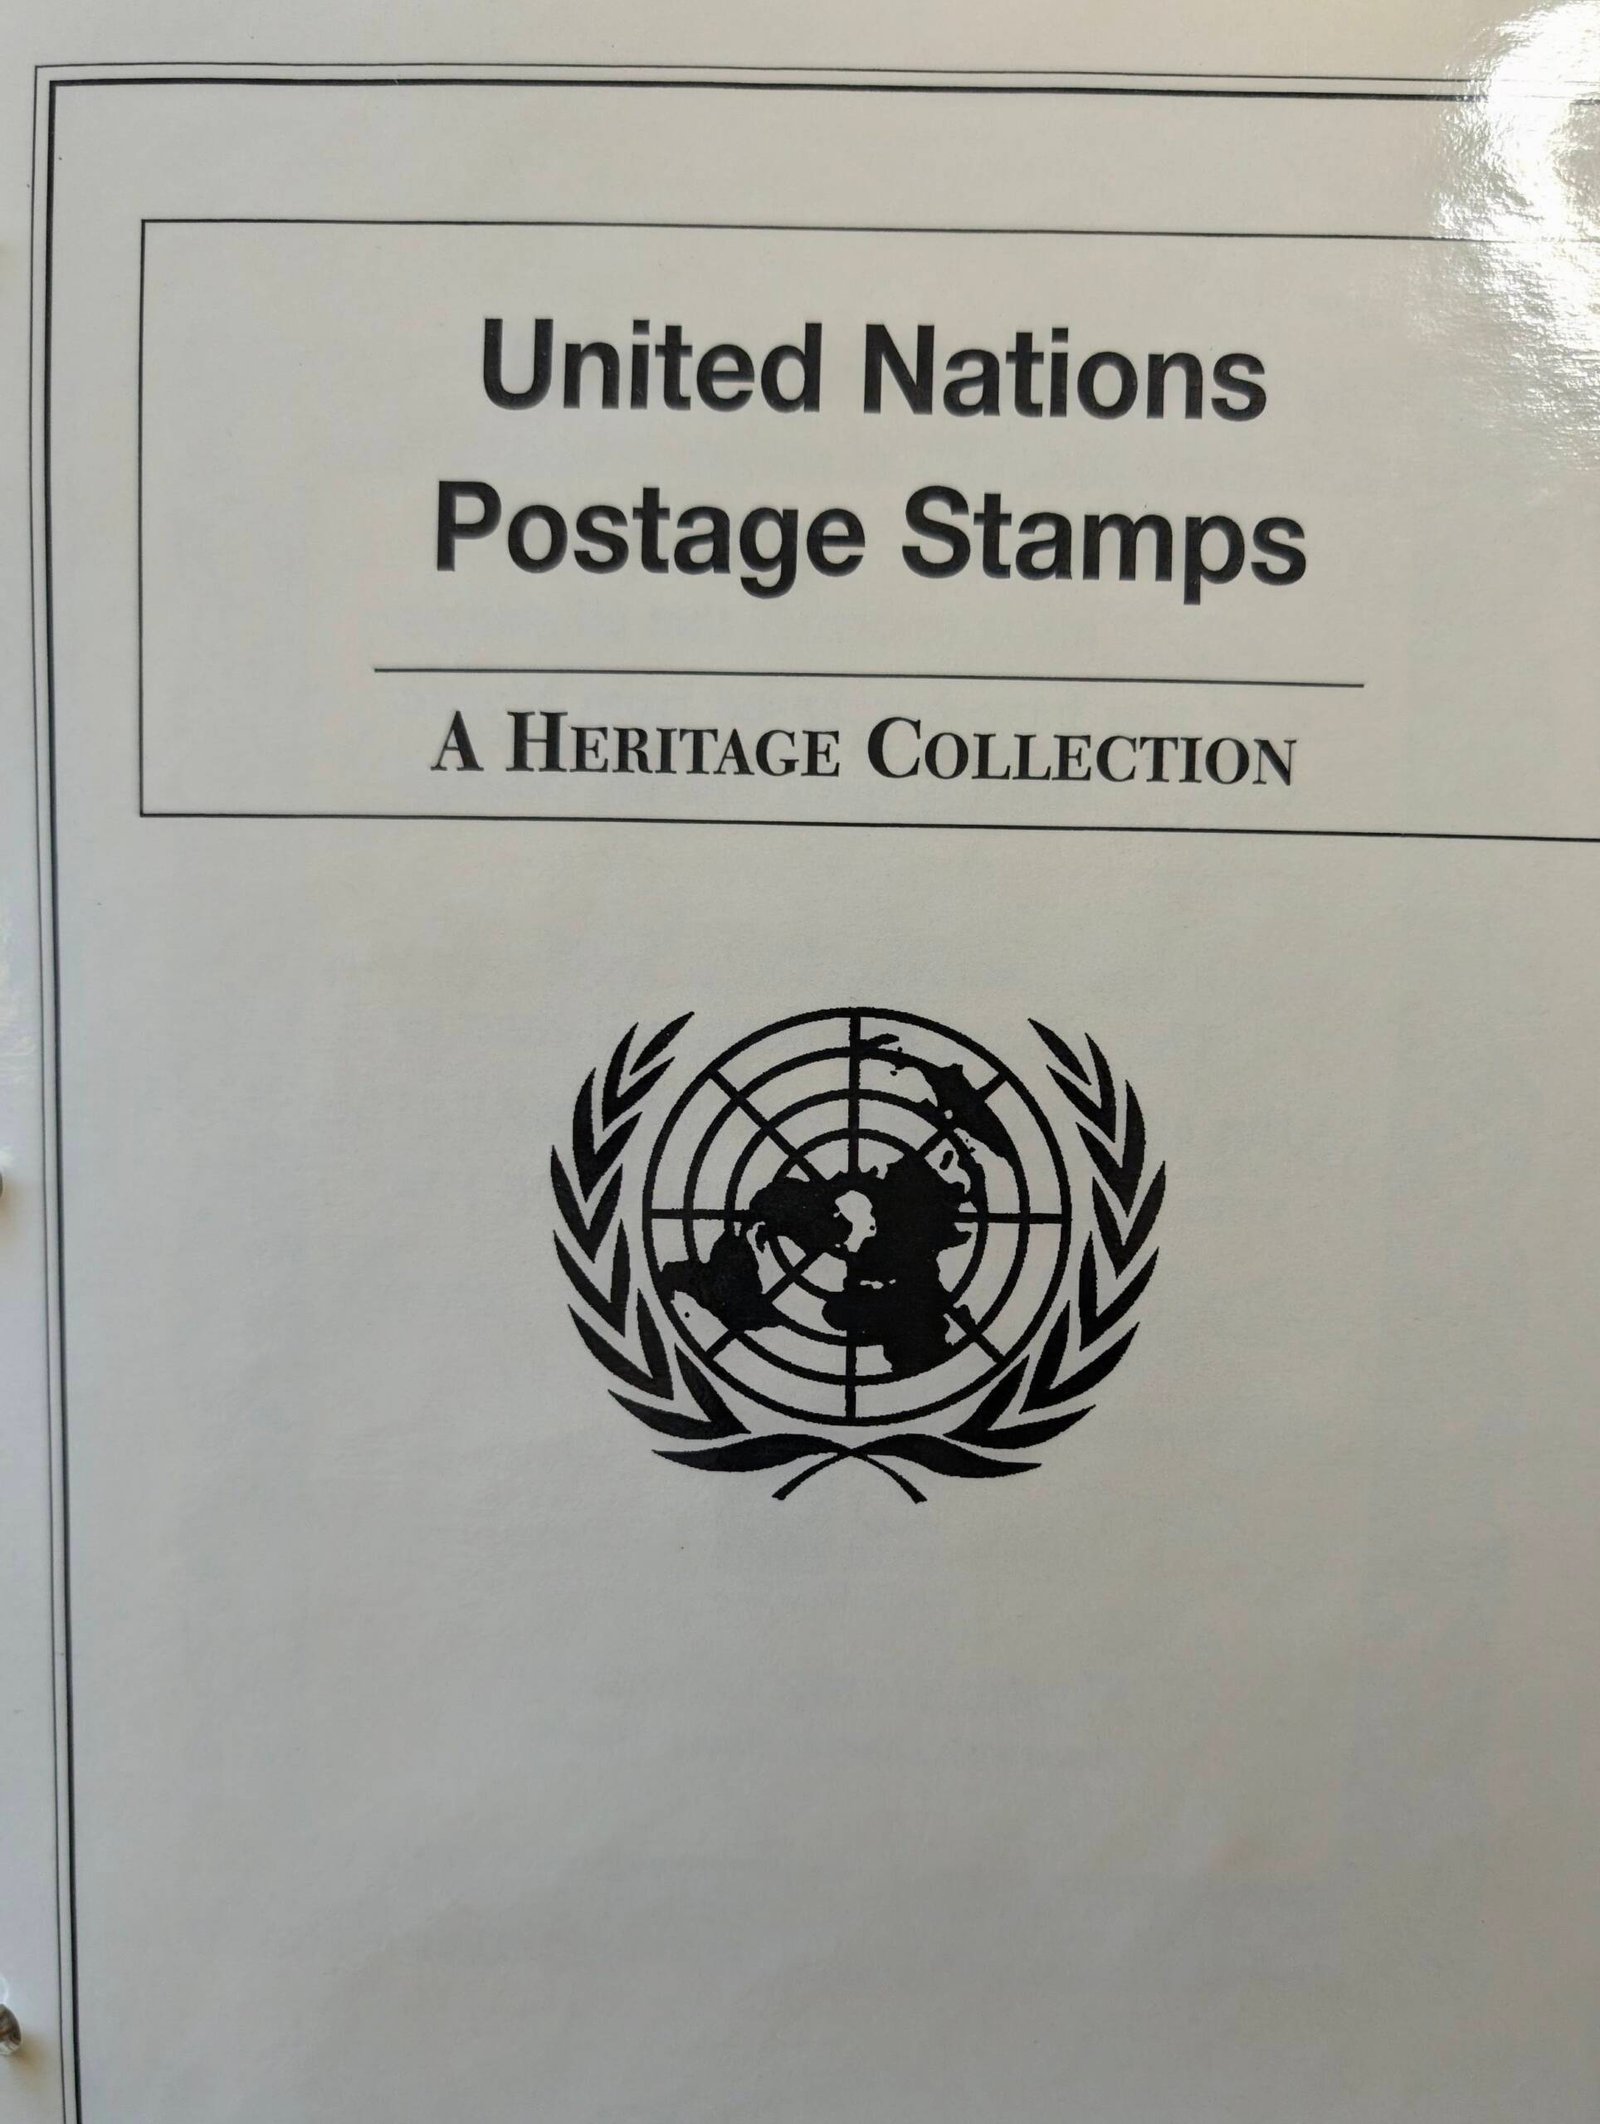 United Nations
Postage Stamps
A HERITAGE COLLECTION